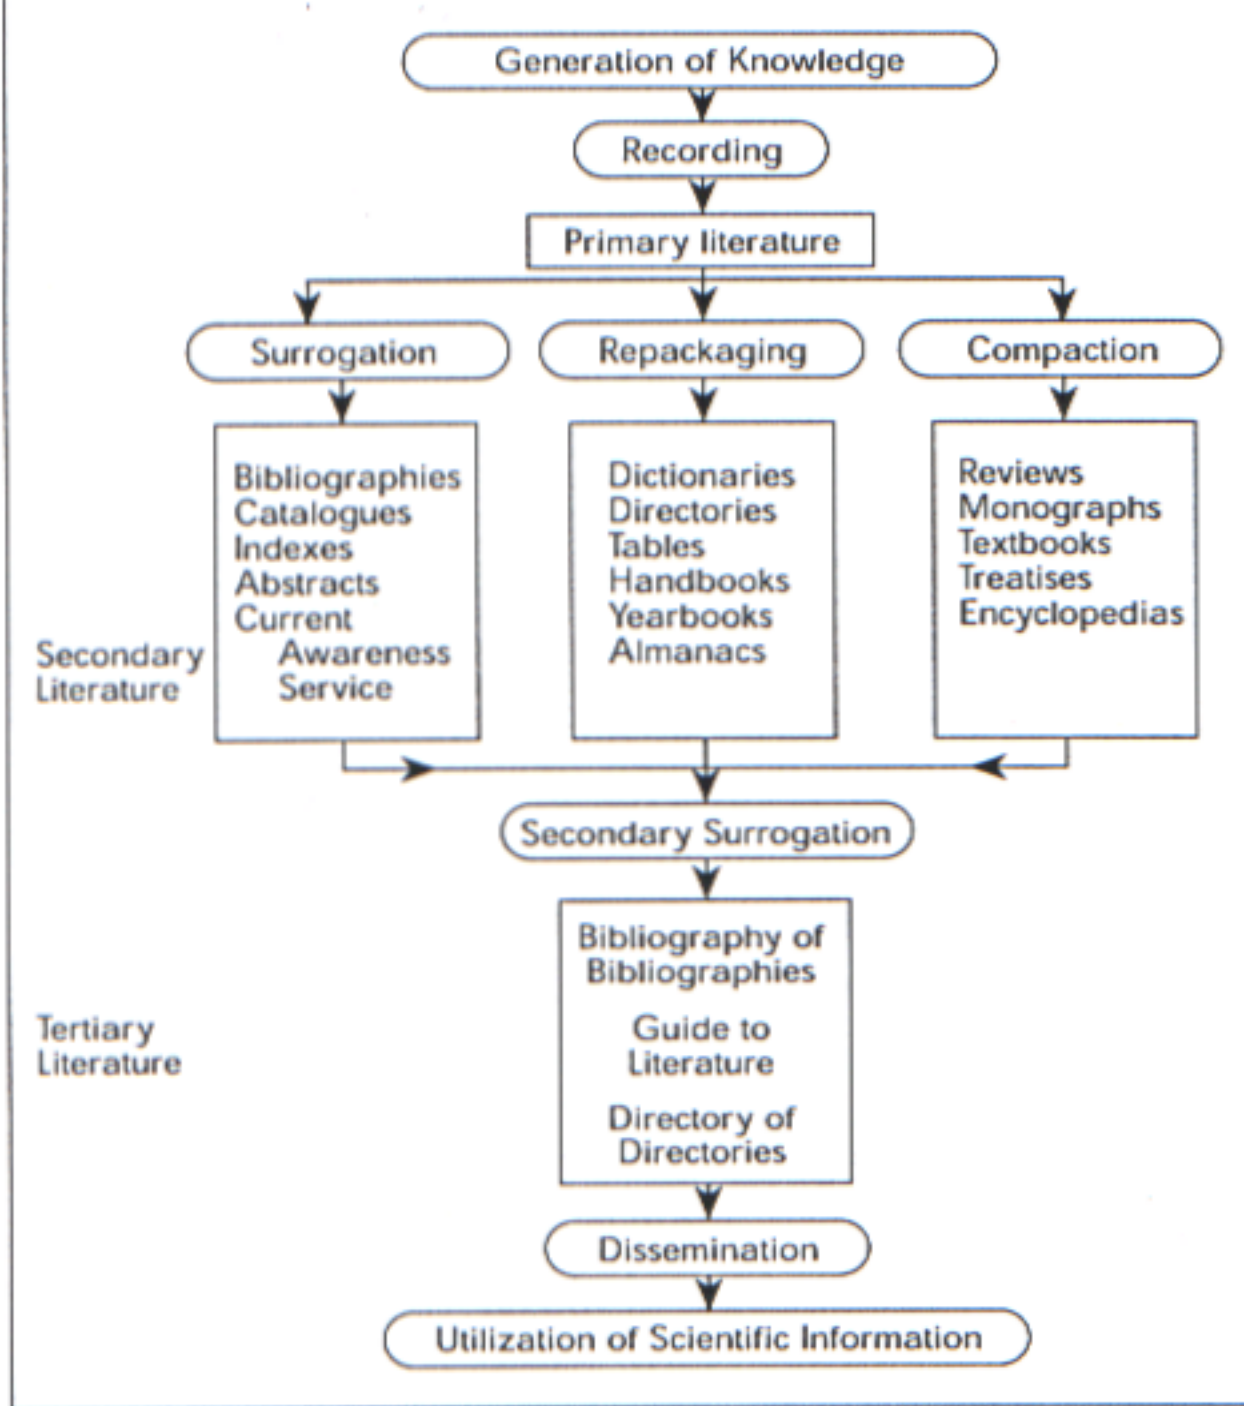 Generation of Knowledge
Recording
Primary literature
Surrogation
Repackaging
Compaction
Bibliographies
Catalogues
Indexes
Abstracts
Current
Awareness
Service
Dictionaries
Directories
Tables
Handbooks
Yearbooks
Almanacs
Reviews
Monographs
Textbooks
Treatises
Encyclopedias
Secondary
Literature
Secondary Surrogation
Bibliography of
Bibliographies
Guide to
Literature
Directory of
Directories
Tertiary
Literature
Dissemination
Utilization of Scientific Information